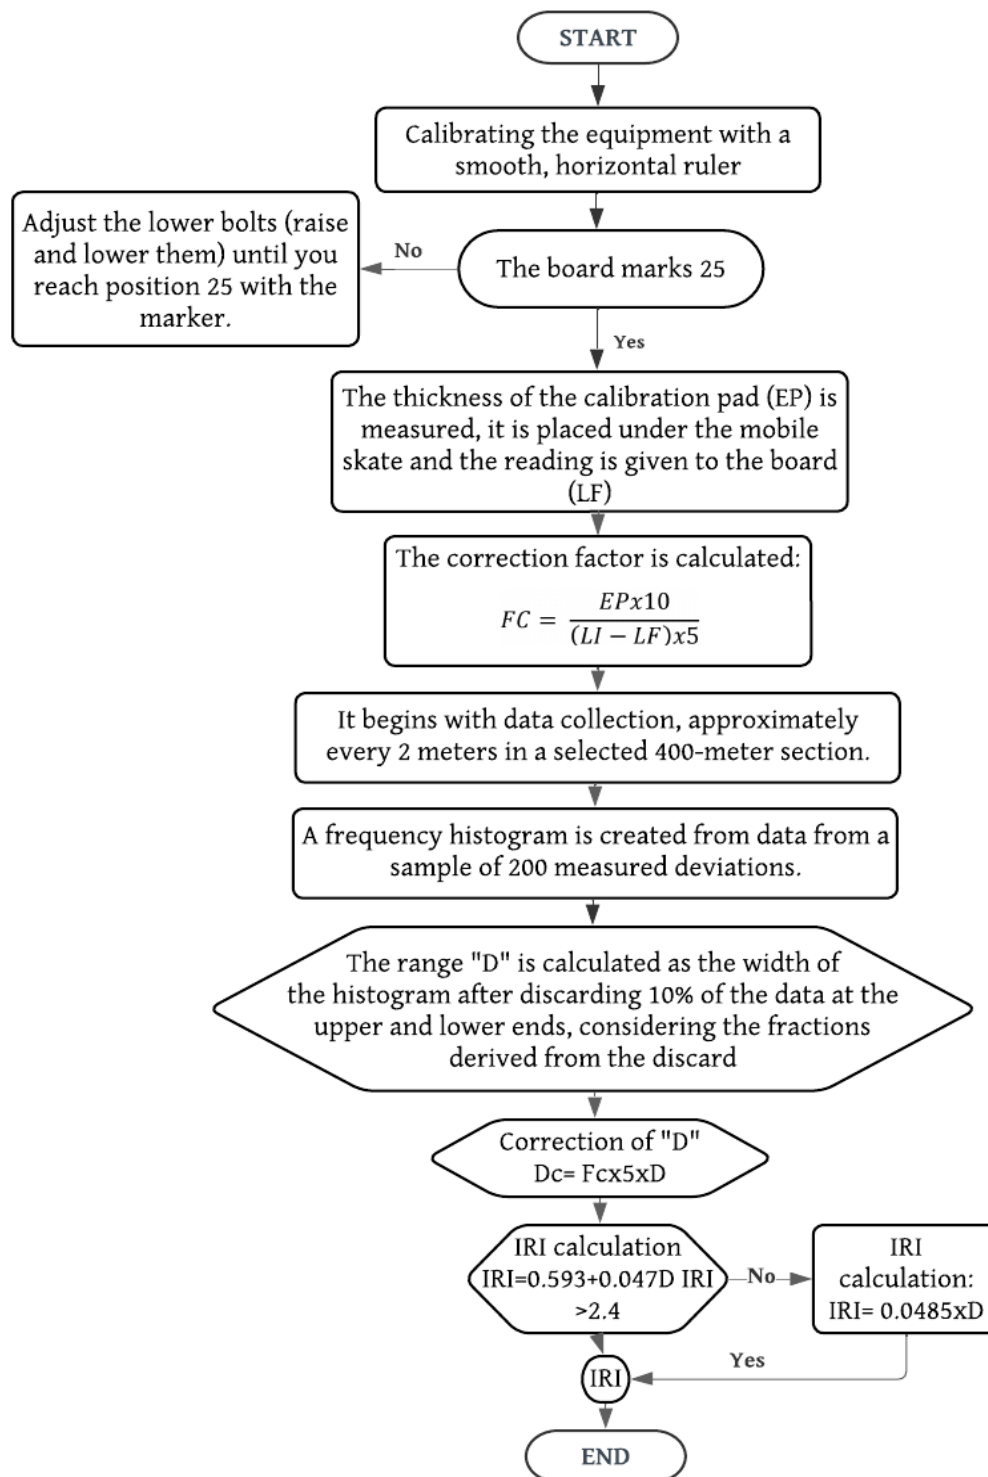 START
Calibrating the equipment with a
smooth, horizontal ruler
Adjust the lower bolts (raise
and lower them) until you
reach position 25 with the
marker.
No
The board marks 25
Yes
The thickness of the calibration pad (EP) is
measured, it is placed under the mobile
skate and the reading is given to the board
(LF)
The correction factor is calculated:
FC = EPx10 / (LI − LF)x5
It begins with data collection, approximately
every 2 meters in a selected 400-meter section.
A frequency histogram is created from data from a
sample of 200 measured deviations.
The range "D" is calculated as the width of
the histogram after discarding 10% of the data at the
upper and lower ends, considering the fractions
derived from the discard
Correction of "D"
Dc= Fcx5xD
IRI calculation
IRI=0.593+0.047D IRI
>2.4
No
IRI
calculation:
IRI= 0.0485xD
Yes
IRI
END